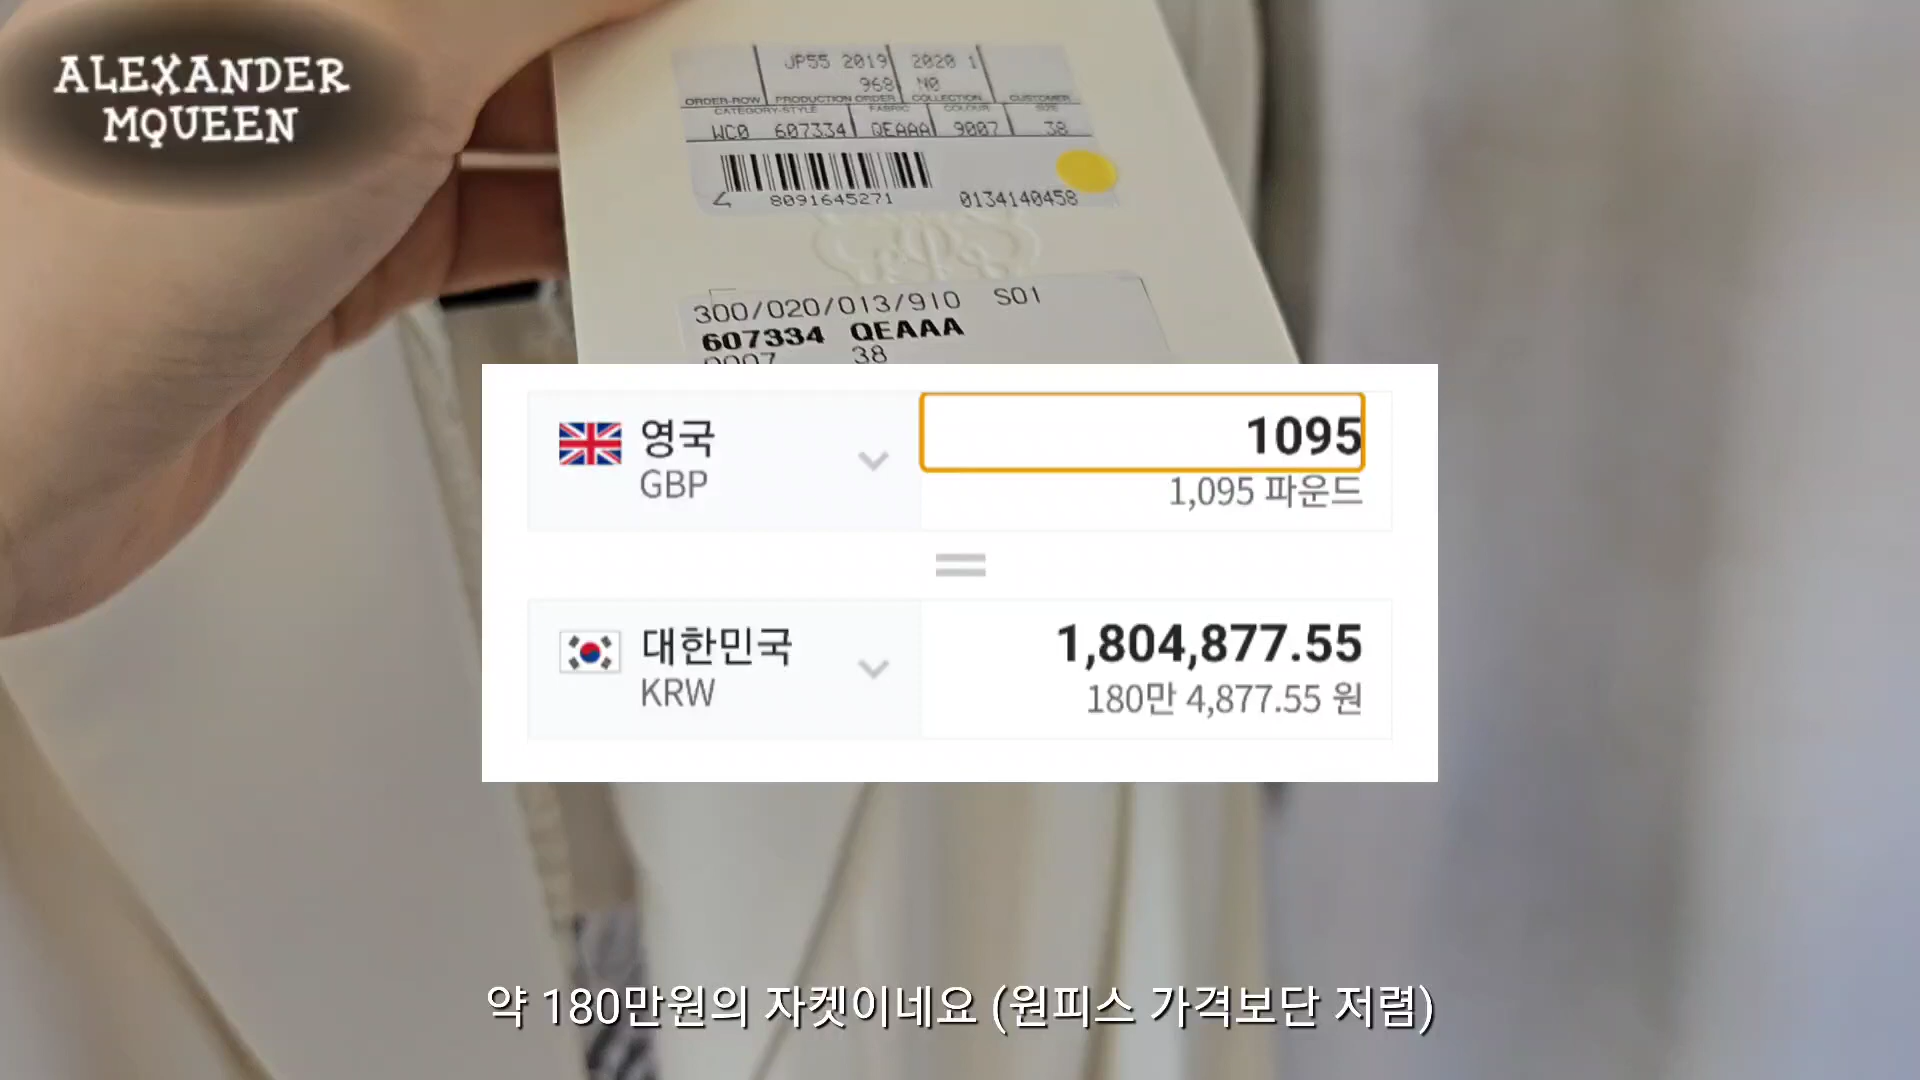 ALEXANDER
MQUEEN
JP55 2019 2020 1
968 NO
ORDER-ROW PRODUCTION ORDER COLLECTION CUSTOMER
CATEGORY-STYLE FABRIC COLOUR SIZE
WC0 607334 QEAAA 9007 38
8091645271 0134140458
300/020/013/910 S01
607334 QEAAA
9007 38
영국
GBP
1095
1,095 파운드
대한민국
KRW
1,804,877.55
180만 4,877.55 원
약 180만원의 자켓이네요 (원피스 가격보단 저렴)